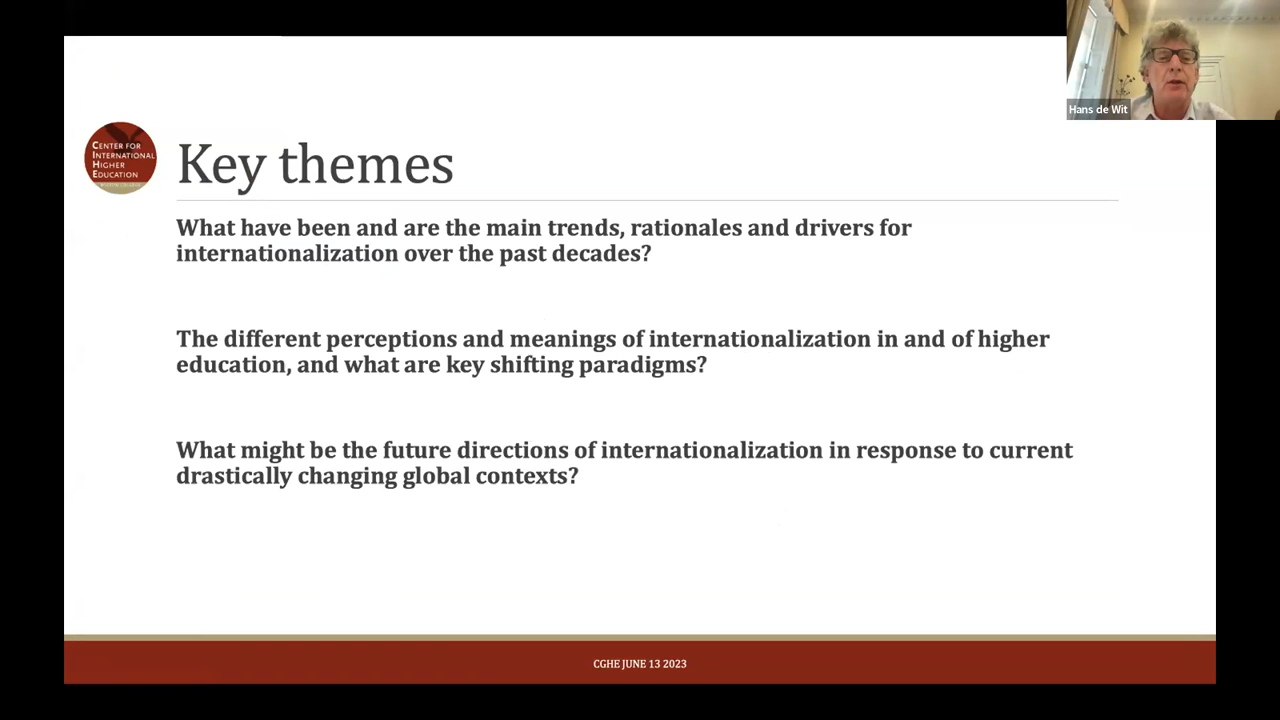 Hans de Wit
CENTER FOR
INTERNATIONAL
HIGHER
EDUCATION
Key themes
What have been and are the main trends, rationales and drivers for
internationalization over the past decades?
The different perceptions and meanings of internationalization in and of higher
education, and what are key shifting paradigms?
What might be the future directions of internationalization in response to current
drastically changing global contexts?
CGHE JUNE 13 2023